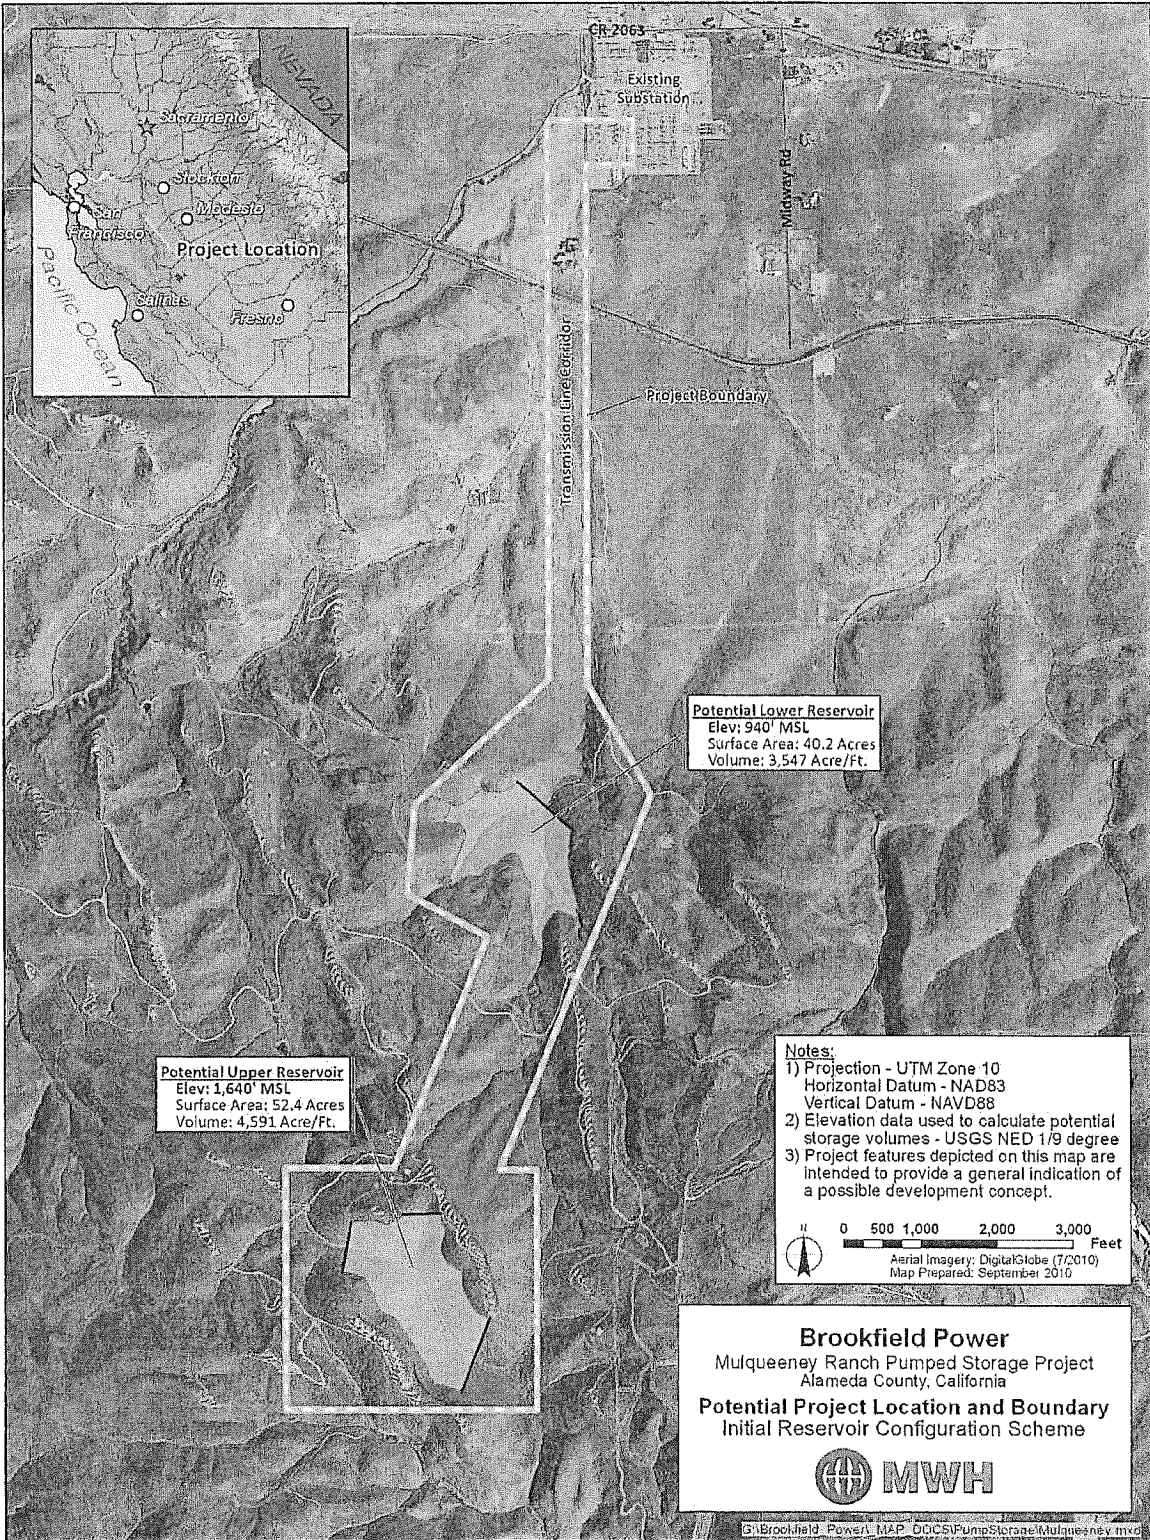 NEVADA
Sacramento
Stockton
San
Francisco
Modesto
Project Location
Pacific Ocean
Salinas
Fresno
CR 2063
Existing
Substation
Midway Rd
Transmission Line Corridor
Project Boundary
Potential Lower Reservoir
Elev: 940' MSL
Surface Area: 40.2 Acres
Volume: 3,547 Acre/Ft.
Potential Upper Reservoir
Elev: 1,640' MSL
Surface Area: 52.4 Acres
Volume: 4,591 Acre/Ft.
Notes:
1) Projection - UTM Zone 10
Horizontal Datum - NAD83
Vertical Datum - NAVD88
2) Elevation data used to calculate potential
storage volumes - USGS NED 1/9 degree
3) Project features depicted on this map are
intended to provide a general indication of
a possible development concept.
N
0 500 1,000 2,000 3,000
Feet
Aerial Imagery: DigitalGlobe (7/2010)
Map Prepared: September 2010
Brookfield Power
Mulqueeney Ranch Pumped Storage Project
Alameda County, California
Potential Project Location and Boundary
Initial Reservoir Configuration Scheme
MWH
G:\Brookfield_Power\_MAP_DOCS\PumpStorage\Mulqueeney.mxd